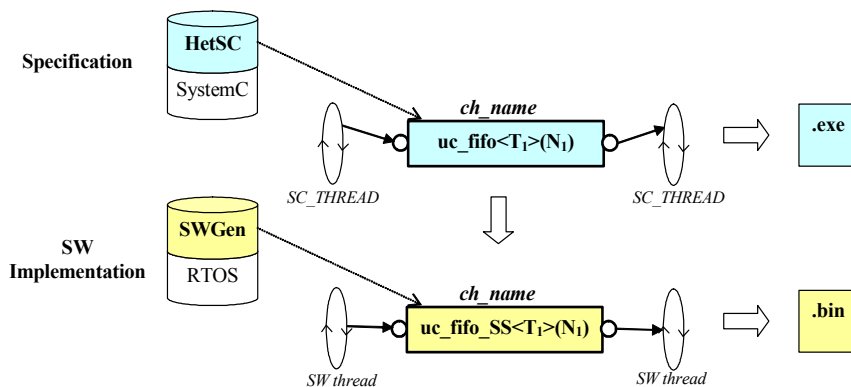 HetSC
SystemC
Specification
ch_name
uc_fifo<T₁>(N₁)
.exe
SC_THREAD
SC_THREAD
SWGen
RTOS
SW
Implementation
ch_name
uc_fifo_SS<T₁>(N₁)
.bin
SW thread
SW thread